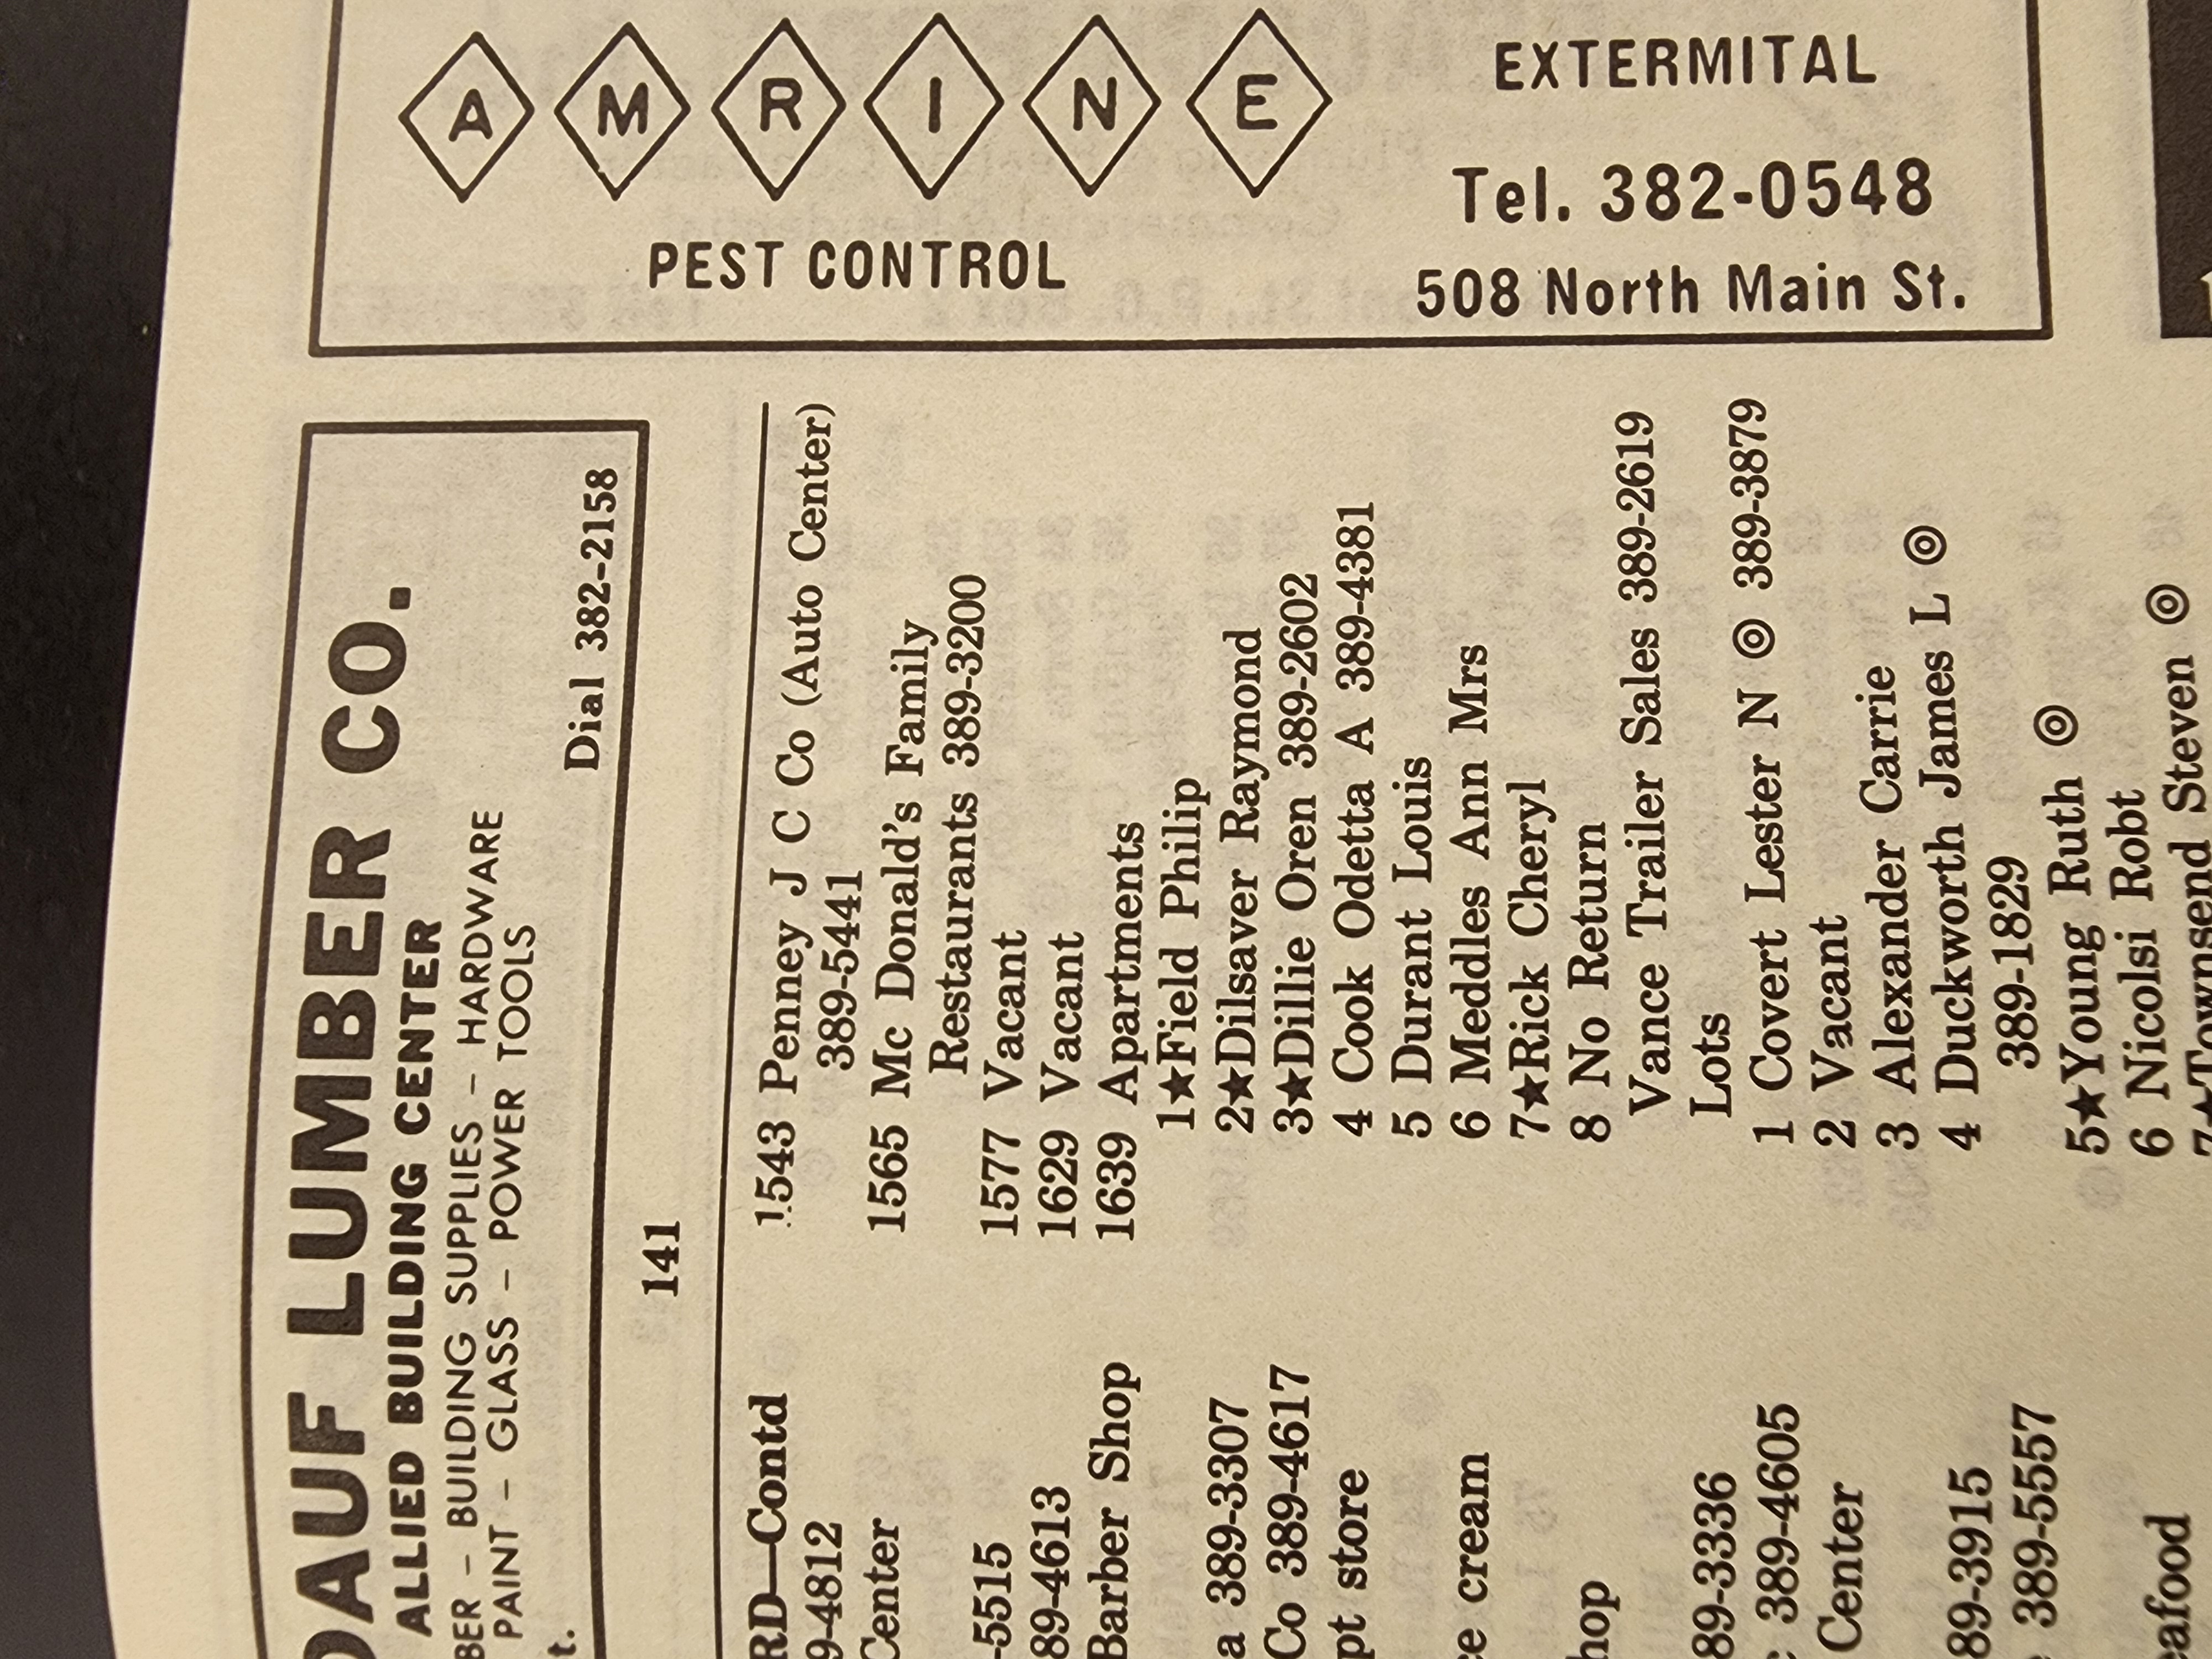 AMRINE
PEST CONTROL
EXTERMITAL
Tel. 382-0548
508 North Main St.
LUMBER CO.
ALLIED BUILDING CENTER
BUILDING SUPPLIES – HARDWARE
PAINT – GLASS – POWER TOOLS
Dial 382-2158
141
RD—Contd
9-4812
Center
-5515
89-4613
Barber Shop
a 389-3307
Co 389-4617
pt store
cream
89-3336
389-4605
Center
89-3915
389-5557
1543 Penney J C Co (Auto Center)
389-5441
1565 Mc Donald's Family
Restaurants 389-3200
1577 Vacant
1629 Vacant
1639 Apartments
1★Field Philip
2★Dilsaver Raymond
3★Dillie Oren 389-2602
4 Cook Odetta A 389-4381
5 Durant Louis
6 Meddles Ann Mrs
7★Rick Cheryl
8 No Return
Vance Trailer Sales 389-2619
Lots
1 Covert Lester N ◎ 389-3879
2 Vacant
3 Alexander Carrie
4 Duckworth James L ◎
389-1829
5★Young Ruth ◎
6 Nicolsi Robt
7★Townsend Steven ◎